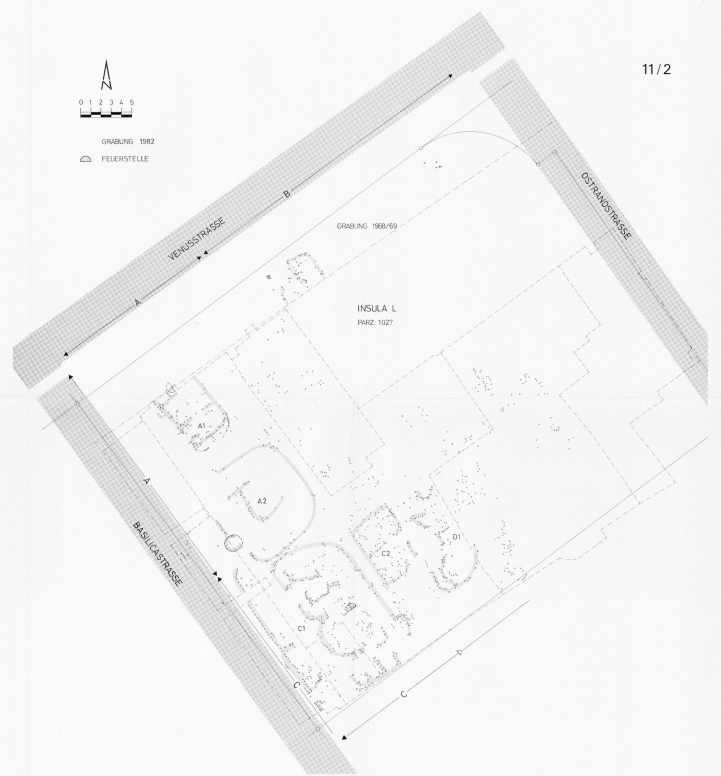 11/2
N
0 1 2 3 4 5
GRABUNG 1982
FEUERSTELLE
VENUSSTRASSE
A
B
OSTRANDSTRASSE
GRABUNG 1968/69
INSULA L
PARZ. 1027
A1
A2
A
BASILICASTRASSE
C2
D1
C1
C
C